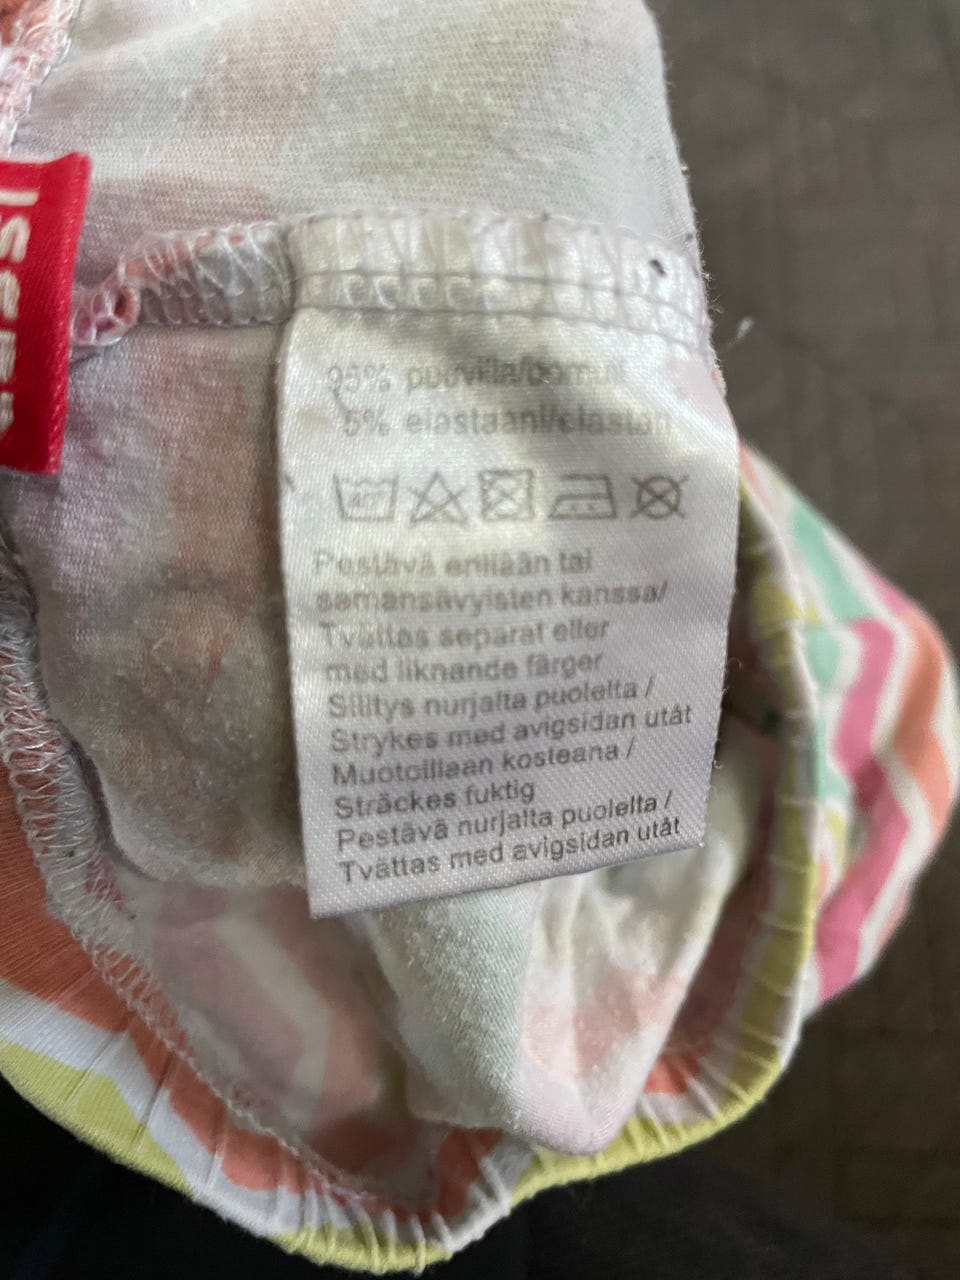 95% puuvilla/bomull
5% elastaani/elastan
40°
Pestävä erillään tai
samansävyisten kanssa/
Tvättas separat eller
med liknande färger
Silitys nurjalta puolelta /
Strykes med avigsidan utåt
Muotoillaan kosteana /
Sträckes fuktig
Pestävä nurjalta puolelta /
Tvättas med avigsidan utåt